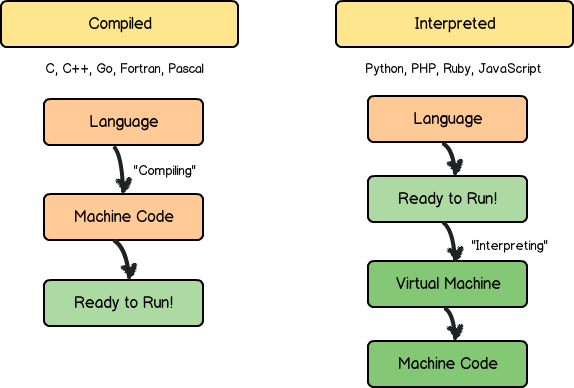 Compiled
C, C++, Go, Fortran, Pascal
Language
"Compiling"
Machine Code
Ready to Run!
Interpreted
Python, PHP, Ruby, JavaScript
Language
Ready to Run!
"Interpreting"
Virtual Machine
Machine Code